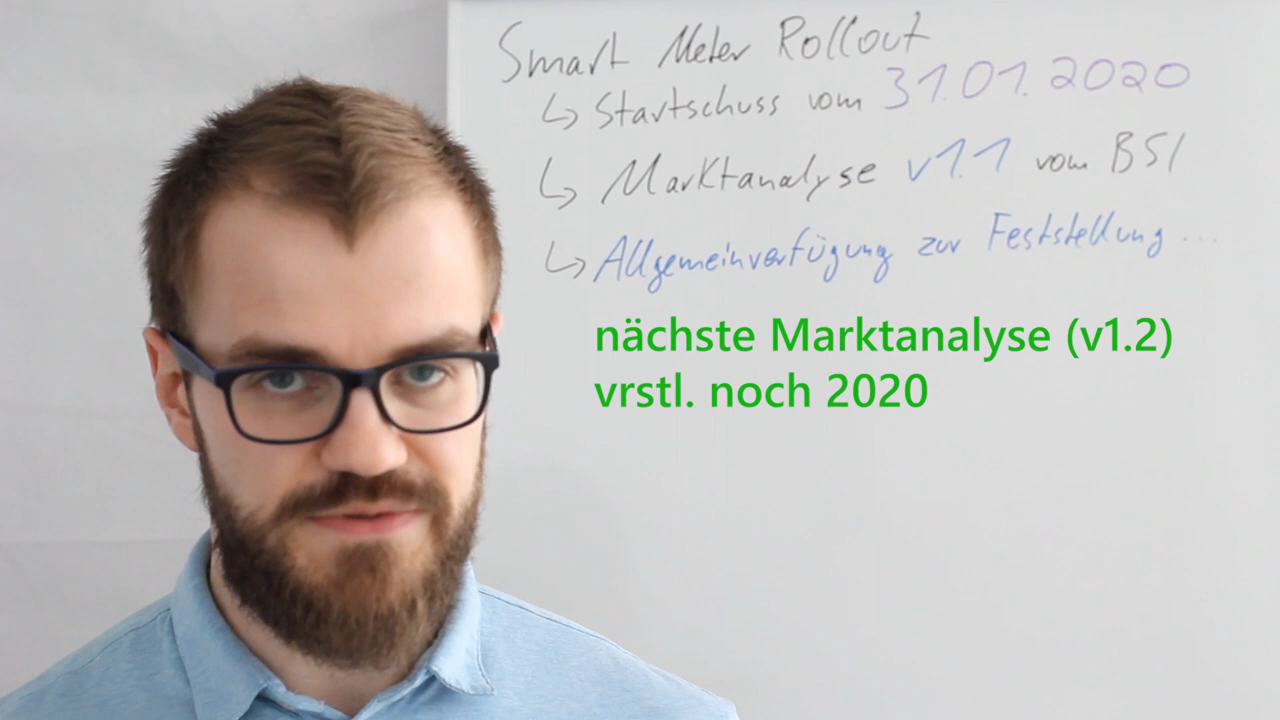 Smart Meter Rollout
↳ Startschuss vom 31.01.2020
↳ Marktanalyse v1.1 vom BSI
↳ Allgemeinverfügung zur Feststellung...
nächste Marktanalyse (v1.2)
vrstl. noch 2020